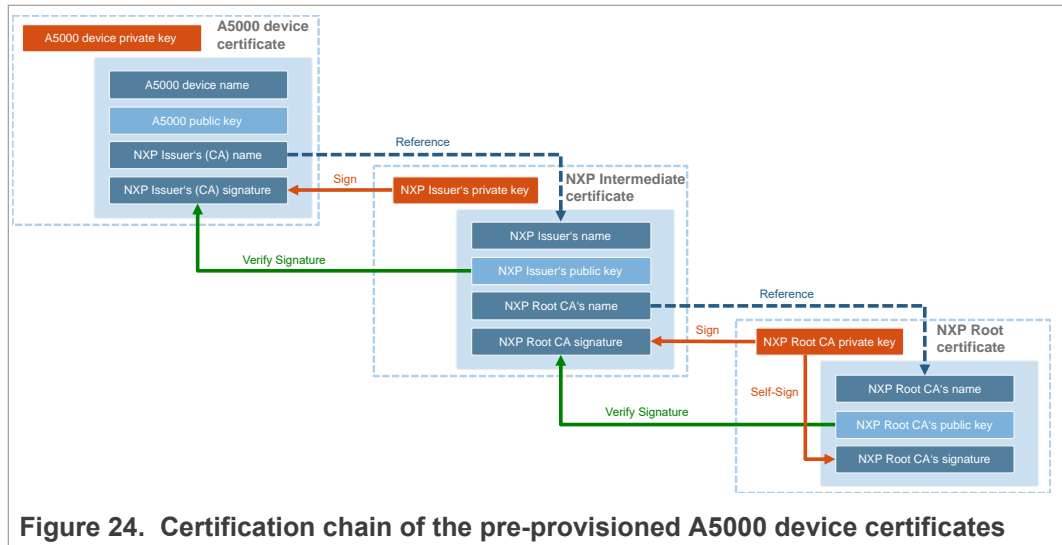 A5000 device private key
A5000 device
certificate
A5000 device name
A5000 public key
NXP Issuer's (CA) name
NXP Issuer's (CA) signature
Reference
Sign
NXP Issuer's private key
NXP Intermediate
certificate
NXP Issuer's name
Verify Signature
NXP Issuer's public key
NXP Root CA's name
NXP Root CA signature
Reference
Sign
NXP Root CA private key
NXP Root
certificate
Self-Sign
NXP Root CA's name
Verify Signature
NXP Root CA's public key
NXP Root CA's signature
Figure 24. Certification chain of the pre-provisioned A5000 device certificates